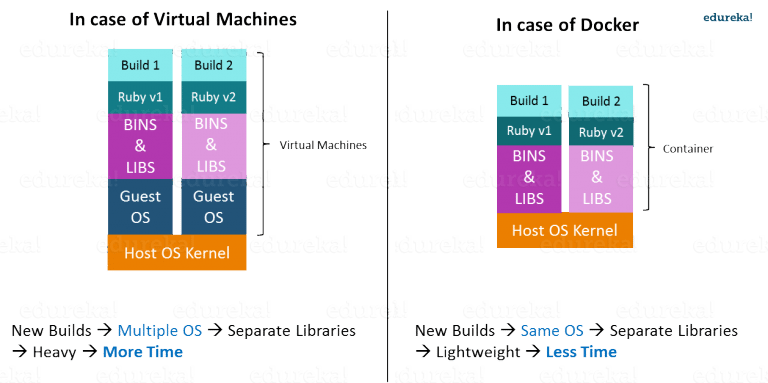 In case of Virtual Machines
Build 1
Build 2
Ruby v1
Ruby v2
BINS
&
LIBS
BINS
&
LIBS
Guest
OS
Guest
OS
Host OS Kernel
Virtual Machines
New Builds → Multiple OS → Separate Libraries
→ Heavy → More Time
In case of Docker
edureka!
Build 1
Build 2
Ruby v1
Ruby v2
BINS
&
LIBS
BINS
&
LIBS
Host OS Kernel
Container
New Builds → Same OS → Separate Libraries
→ Lightweight → Less Time